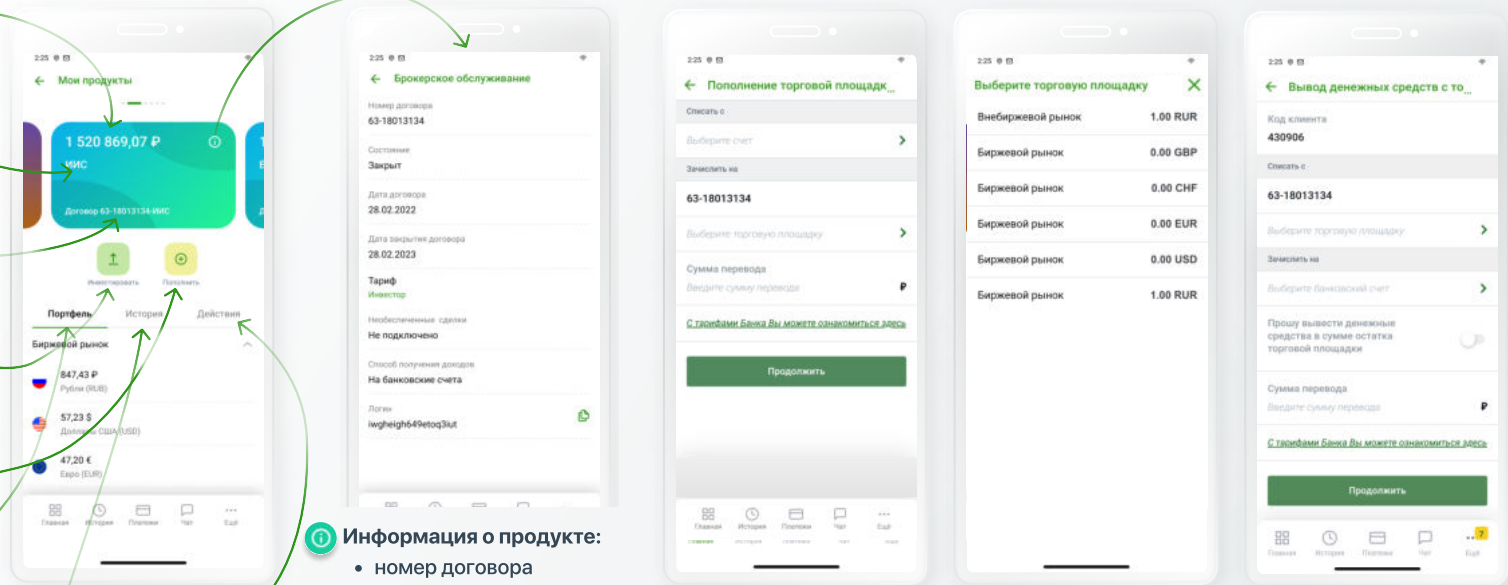 2:25
Мои продукты
1 520 869,07 ₽
ИИС
Договор 63-18013134-ИИС
Инвестировать
Пополнить
Портфель
История
Действия
Биржевой рынок
847,43 ₽
Рубли (RUB)
57,23 $
Доллары США (USD)
47,20 €
Евро (EUR)
Главная
История
Платежи
Чат
Ещё
2:25
Брокерское обслуживание
Номер договора
63-18013134
Состояние
Закрыт
Дата договора
28.02.2022
Дата закрытия договора
28.02.2023
Тариф
Инвестор
Необеспеченные сделки
Не подключено
Способ получения доходов
На банковские счета
Логин
iwgheigh649etoq3iut
Информация о продукте:
• номер договора
2:25
Пополнение торговой площадк...
Списать с
Выберите счет
Зачислить на
63-18013134
Выберите торговую площадку
Сумма перевода
Введите сумму перевода ₽
С тарифами Банка Вы можете ознакомиться здесь
Продолжить
Главная
История
Платежи
Чат
Ещё
2:25
Выберите торговую площадку
Внебиржевой рынок 1.00 RUR
Биржевой рынок 0.00 GBP
Биржевой рынок 0.00 CHF
Биржевой рынок 0.00 EUR
Биржевой рынок 0.00 USD
Биржевой рынок 1.00 RUR
2:25
Вывод денежных средств с то...
Код клиента
430906
Списать с
63-18013134
Выберите торговую площадку
Зачислить на
Выберите банковский счет
Прошу вывести денежные
средства в сумме остатка
торговой площадки
Сумма перевода
Введите сумму перевода ₽
С тарифами Банка Вы можете ознакомиться здесь
Продолжить
Главная
История
Платежи
Чат
7
Ещё